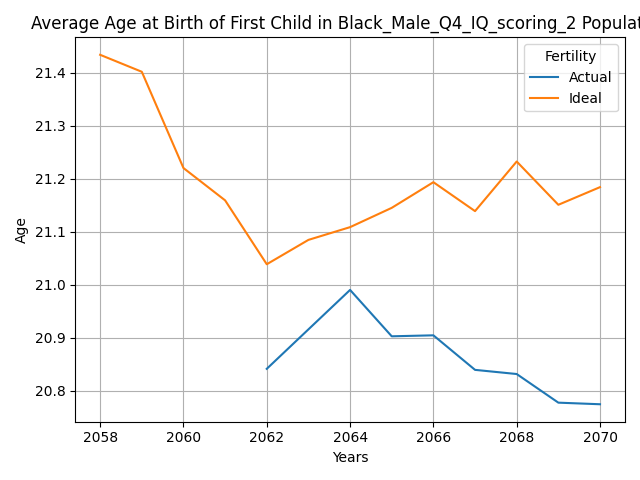 Average Age at Birth of First Child in Black_Male_Q4_IQ_scoring_2 Populat
Fertility
Actual
Ideal
21.4
21.3
21.2
21.1
21.0
20.9
20.8
Age
2058 2060 2062 2064 2066 2068 2070
Years